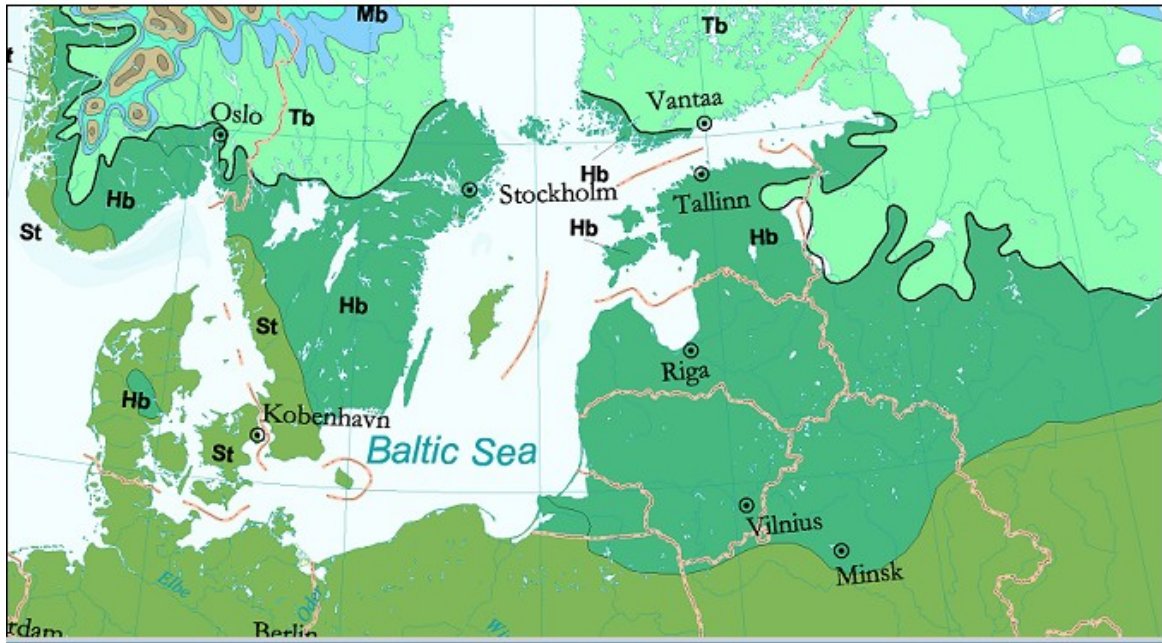 Mb
Tb
Oslo
Vantaa
Tb
Hb
Hb
Stockholm
Tallinn
St
Hb
Hb
Hb
St
Riga
Hb
Kobenhavn
St
Baltic Sea
Vilnius
Minsk
Elbe
Oder
rdam
Berlin